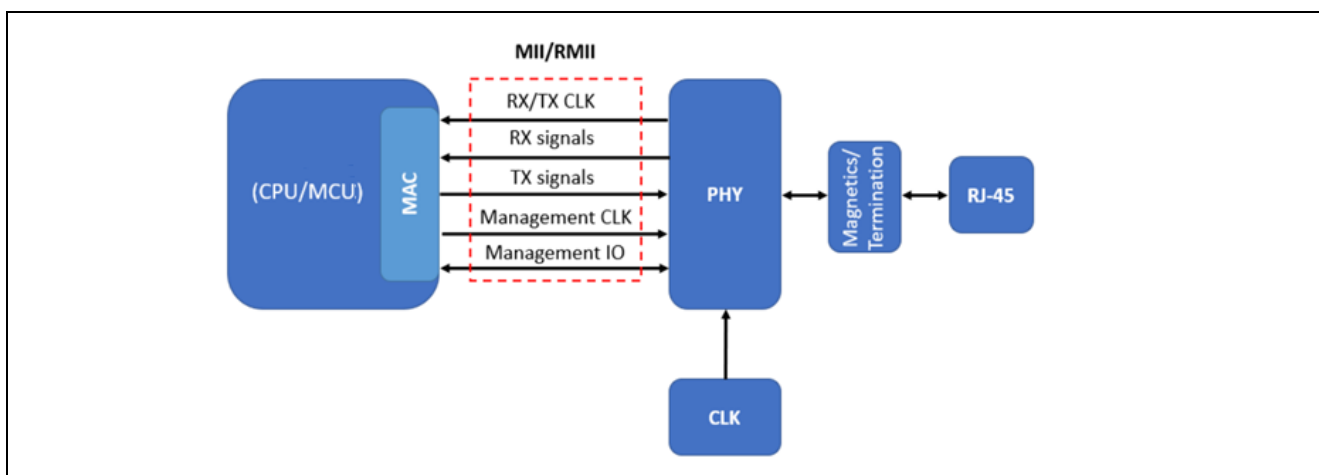 MII/RMII
RX/TX CLK
RX signals
(CPU/MCU)
MAC
TX signals
Management CLK
Management IO
PHY
Magnetics/
Termination
RJ-45
CLK